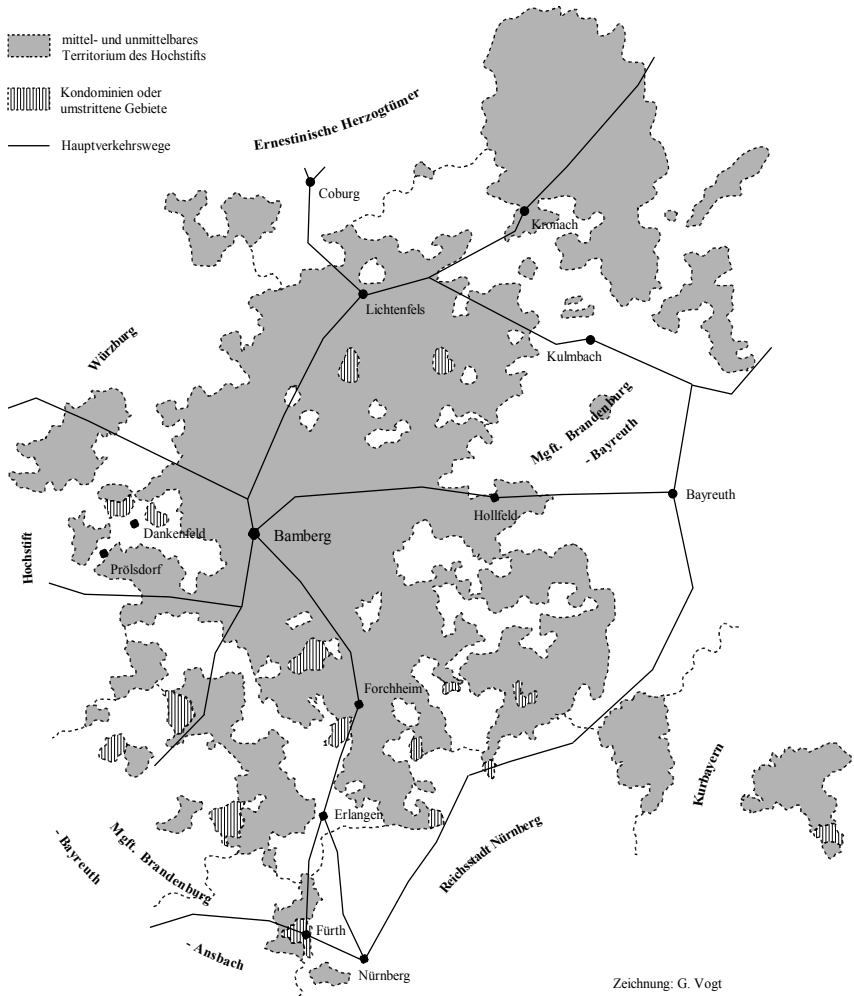 mittel- und unmittelbares
Territorium des Hochstifts
Kondominien oder
umstrittene Gebiete
Hauptverkehrswege
Ernestinische Herzogtümer
Coburg
Kronach
Lichtenfels
Würzburg
Kulmbach
Mgft. Brandenburg
-Bayreuth
Bayreuth
Hollfeld
Dankenfeld
Bamberg
Hochstift
Prölsdorf
Forchheim
Kurbayern
Erlangen
Reichsstadt Nürnberg
Mgft. Brandenburg
- Bayreuth
Fürth
- Ansbach
Nürnberg
Zeichnung: G. Vogt